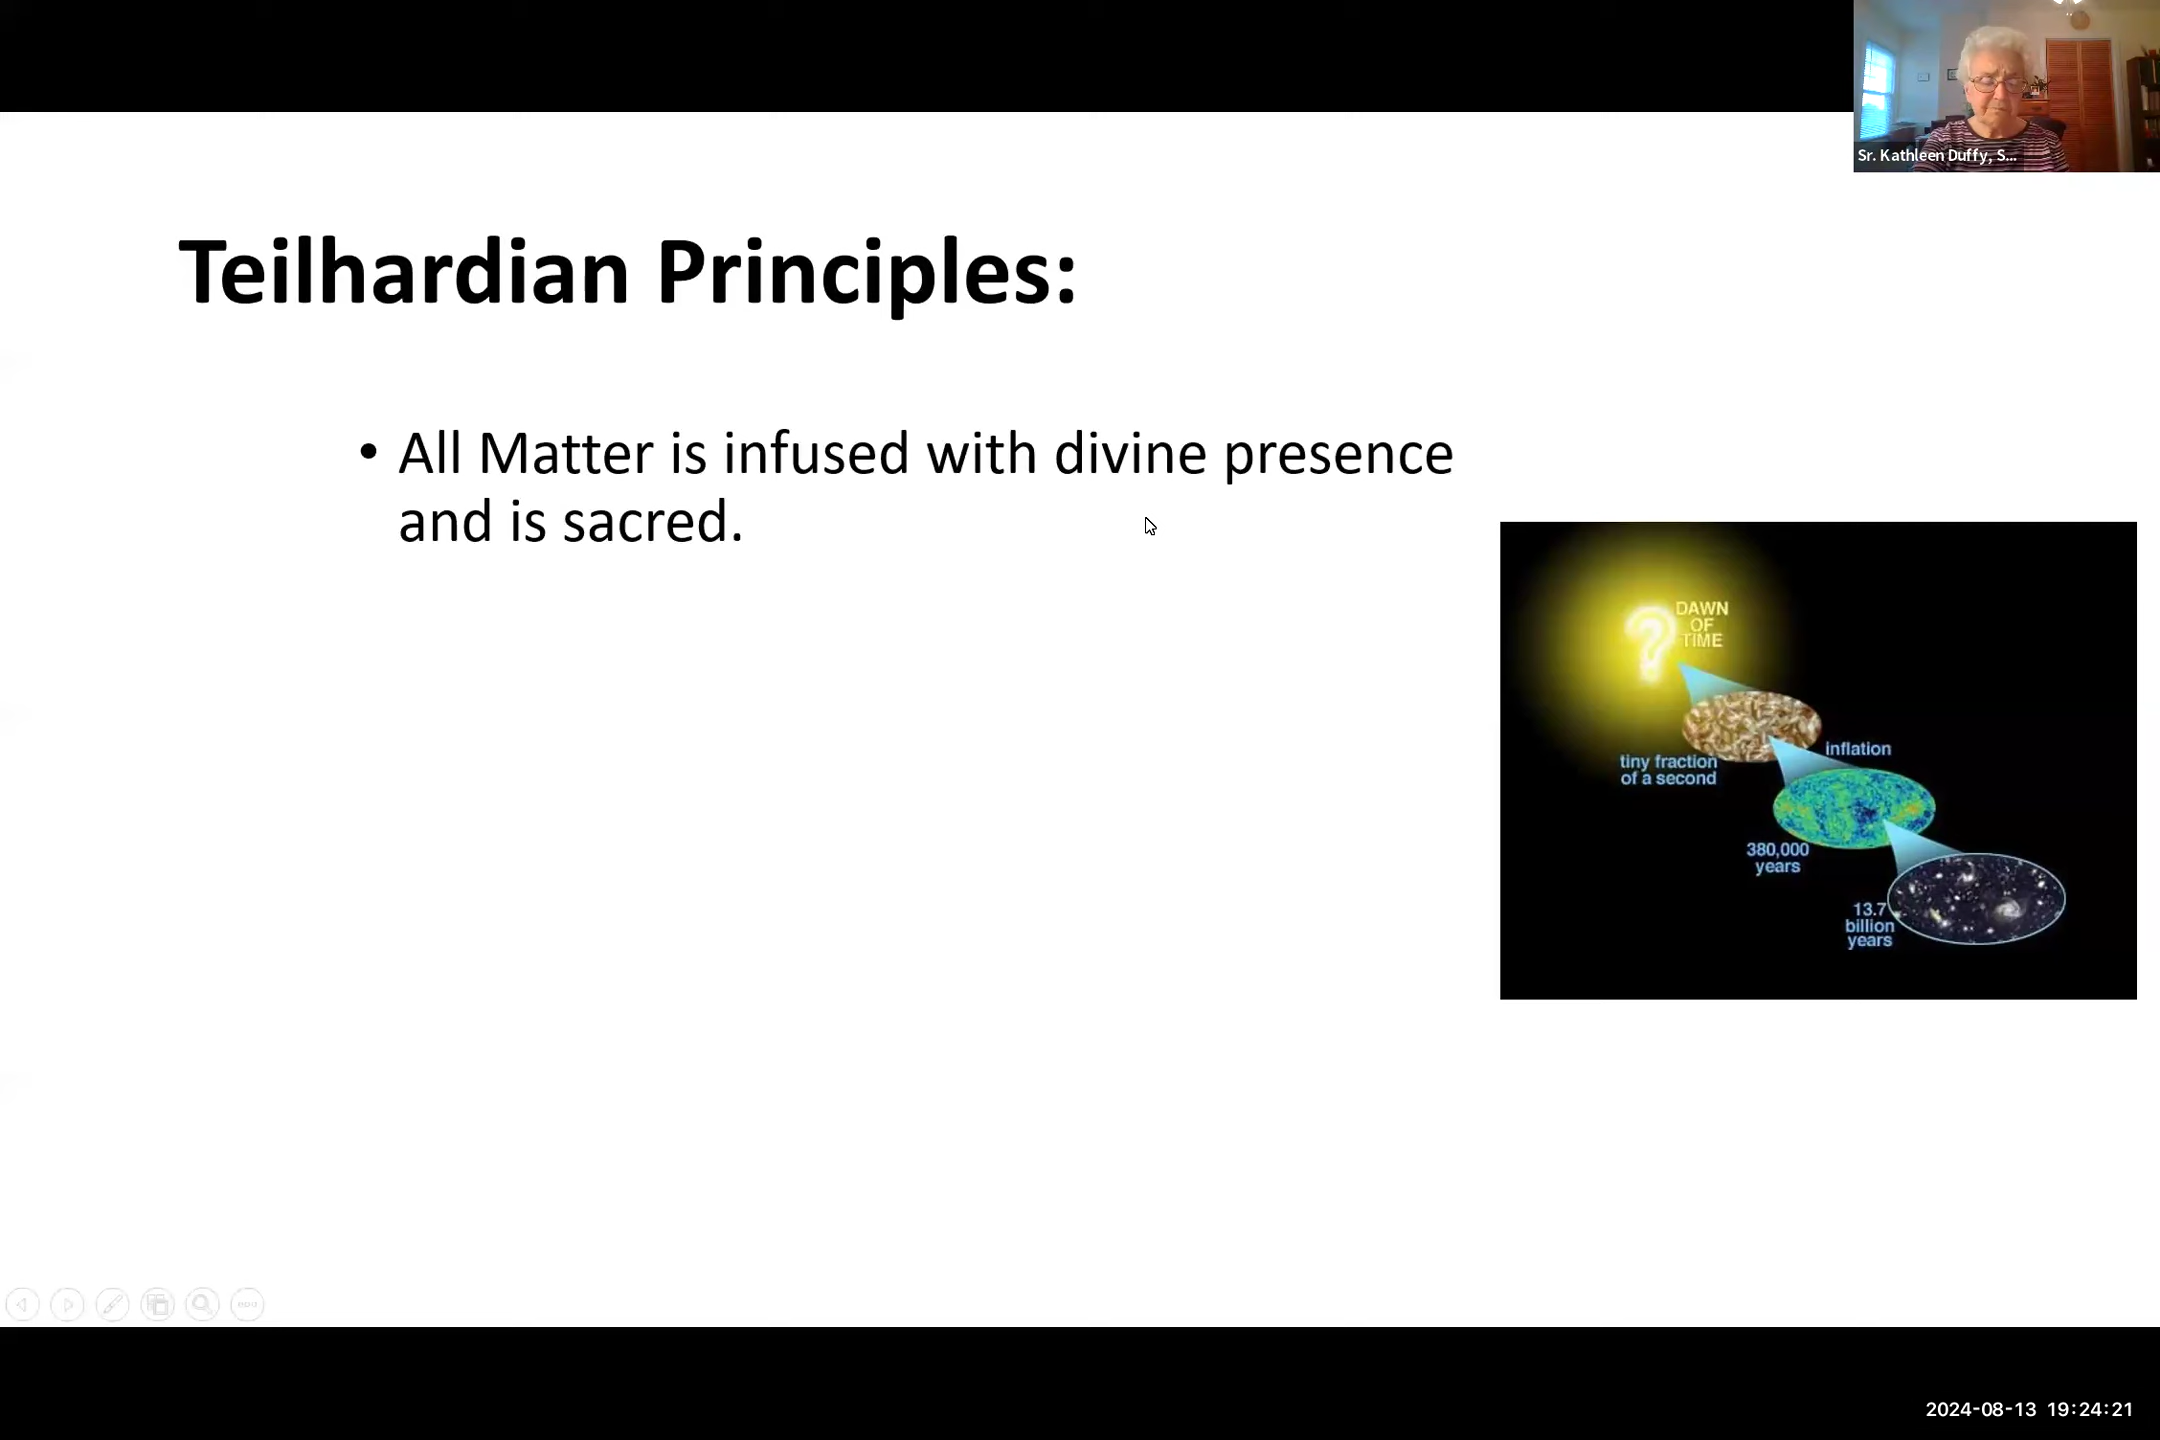 Sr. Kathleen Duffy, S...
Teilhardian Principles:
• All Matter is infused with divine presence
and is sacred.
?
DAWN
OF
TIME
tiny fraction
of a second
inflation
380,000
years
13.7
billion
years
2024-08-13 19:24:21